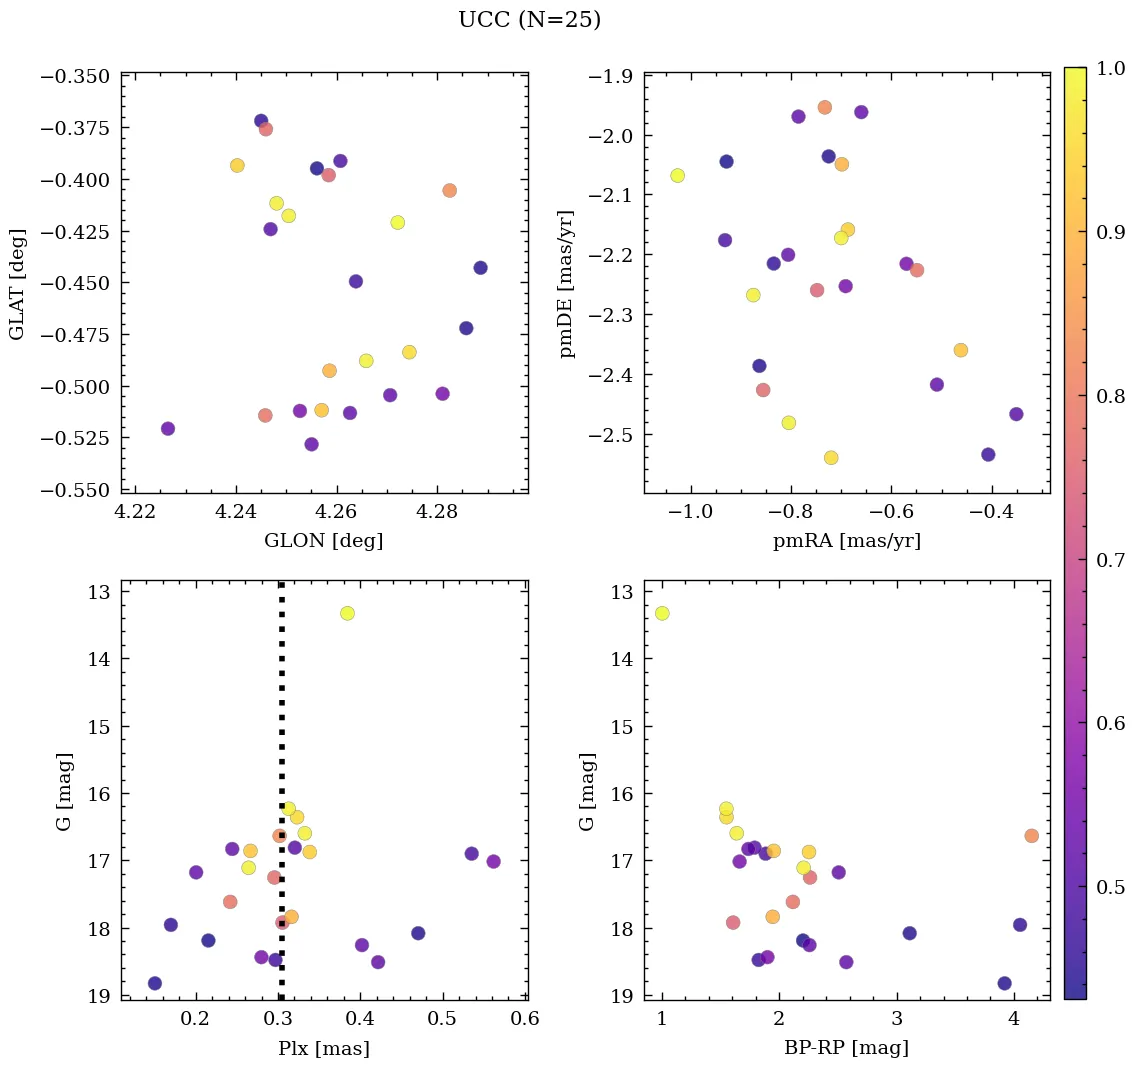 UCC (N=25)
−0.350
−0.375
−0.400
−0.425
−0.450
−0.475
−0.500
−0.525
−0.550
GLAT [deg]
4.22 4.24 4.26 4.28
GLON [deg]
−1.9
−2.0
−2.1
−2.2
−2.3
−2.4
−2.5
pmDE [mas/yr]
−1.0 −0.8 −0.6 −0.4
pmRA [mas/yr]
13
14
15
16
17
18
19
G [mag]
0.2 0.3 0.4 0.5 0.6
Plx [mas]
13
14
15
16
17
18
19
G [mag]
1 2 3 4
BP-RP [mag]
1.0
0.9
0.8
0.7
0.6
0.5